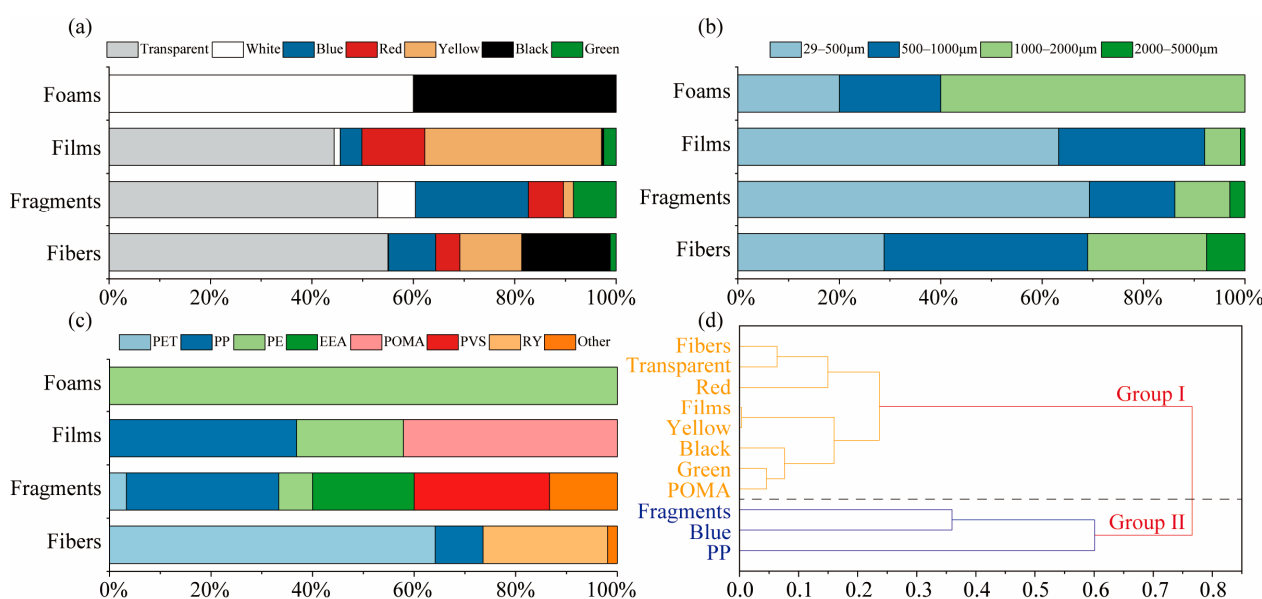 (a)
Transparent White Blue Red Yellow Black Green
Foams
Films
Fragments
Fibers
0% 20% 40% 60% 80% 100%
(b)
29–500μm 500–1000μm 1000–2000μm 2000–5000μm
Foams
Films
Fragments
Fibers
0% 20% 40% 60% 80% 100%
(c)
PET PP PE EEA POMA PVS RY Other
Foams
Films
Fragments
Fibers
0% 20% 40% 60% 80% 100%
(d)
Fibers
Transparent
Red
Films
Yellow
Black
Green
POMA
Fragments
Blue
PP
Group I
Group II
0.0 0.1 0.2 0.3 0.4 0.5 0.6 0.7 0.8